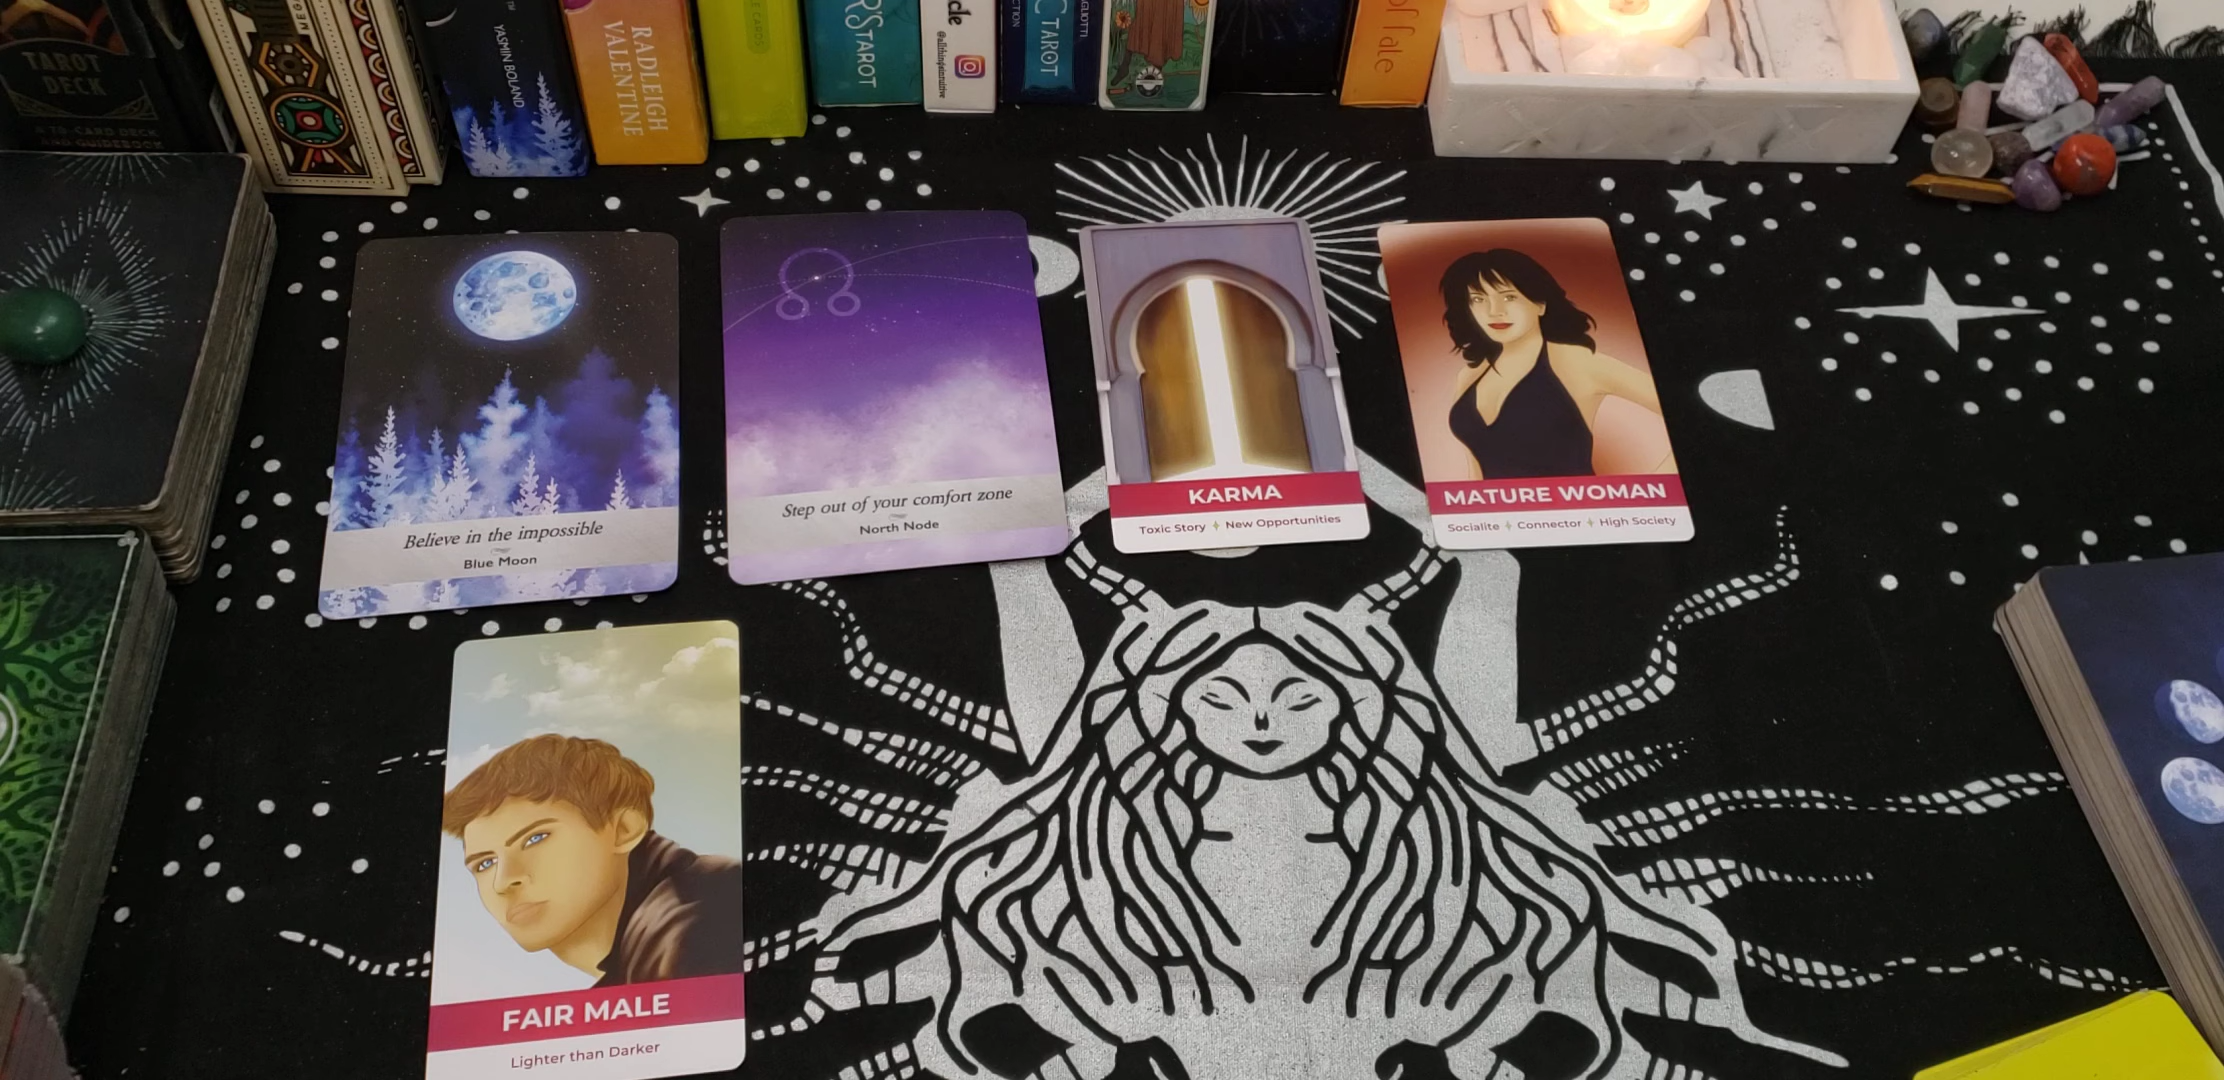 TAROT
DECK
A 78-CARD DECK
AND GUIDEBOOK
YASMIN BOLAND
RADLEIGH
VALENTINE
TAROT
@allthingsintuitive
TAROT
Believe in the impossible
Blue Moon
Step out of your comfort zone
North Node
KARMA
Toxic Story New Opportunities
MATURE WOMAN
Socialite Connector High Society
FAIR MALE
Lighter than Darker